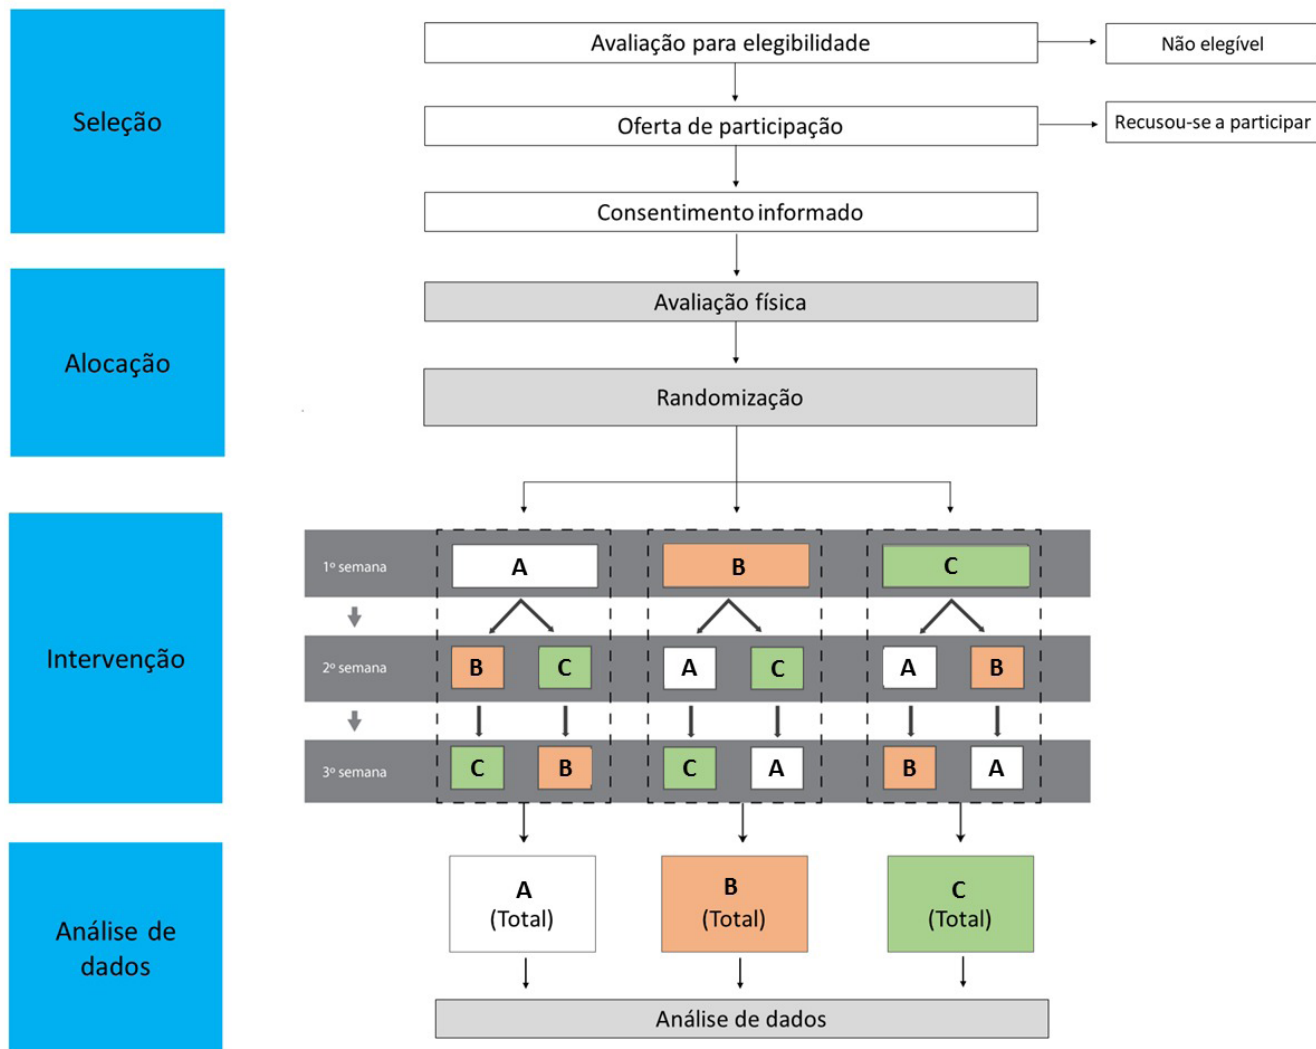 Seleção
Avaliação para elegibilidade
Não elegível
Oferta de participação
Recusou-se a participar
Consentimento informado
Alocação
Avaliação física
Randomização
Intervenção
1º semana
A
B
C
2º semana
B
C
A
C
A
B
3º semana
C
B
C
A
B
A
Análise de
dados
A
(Total)
B
(Total)
C
(Total)
Análise de dados